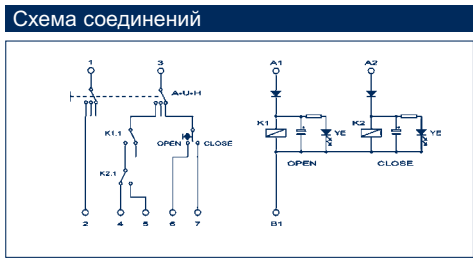 Схема соединений
1 3 A1 A2
A-U-H
K1.1 K1 K2
OPEN CLOSE YE YE
K2.1 OPEN CLOSE
2 4 5 6 7 B1